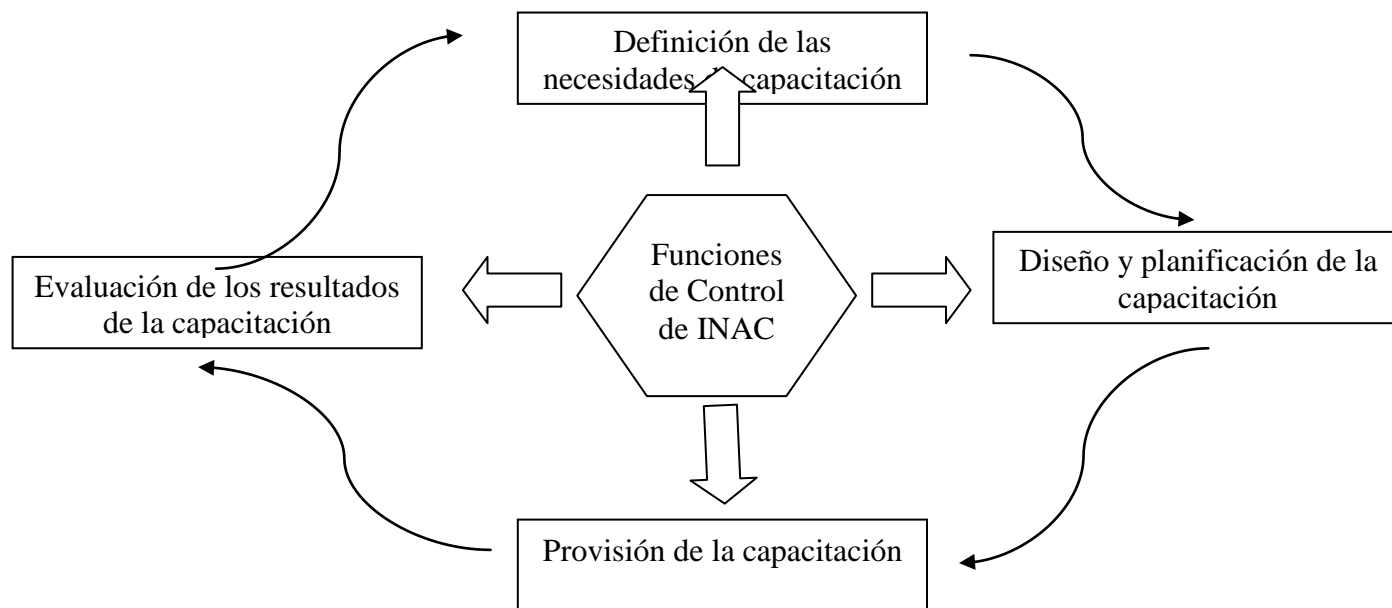 Definición de las
necesidades de capacitación
Funciones
de Control
de INAC
Evaluación de los resultados
de la capacitación
Diseño y planificación de la
capacitación
Provisión de la capacitación